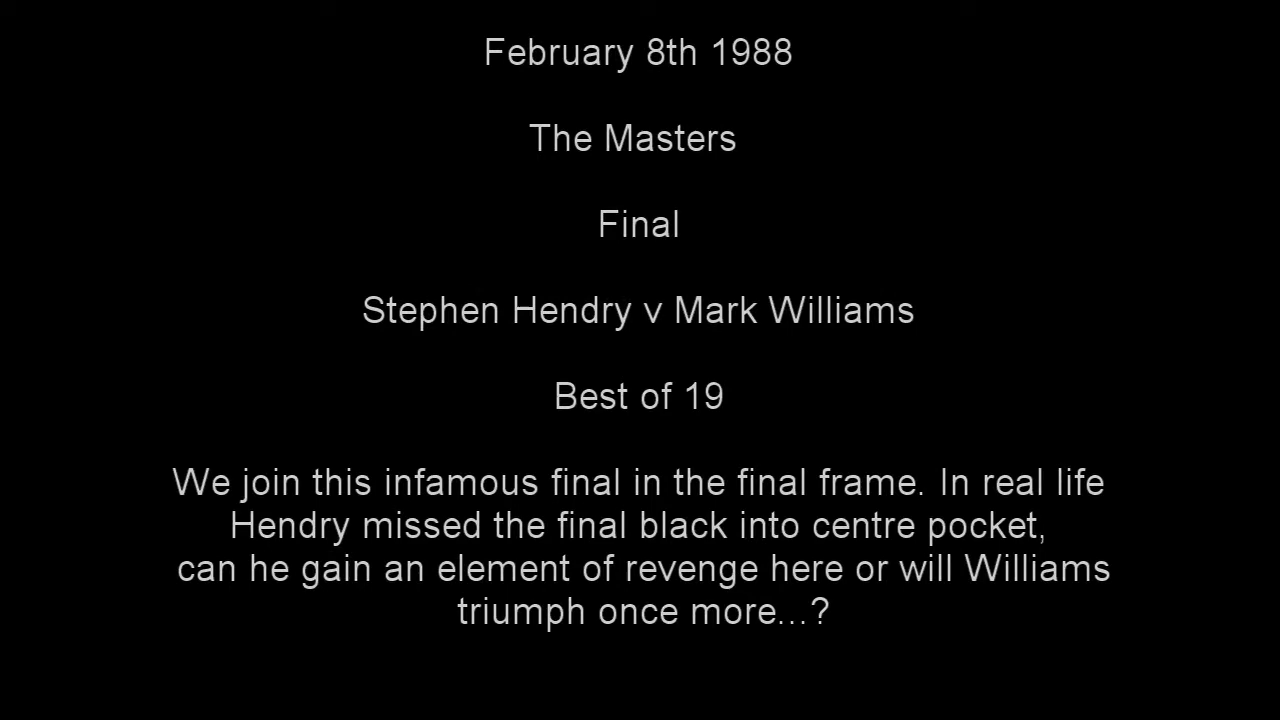 February 8th 1988
The Masters
Final
Stephen Hendry v Mark Williams
Best of 19
We join this infamous final in the final frame. In real life
Hendry missed the final black into centre pocket,
can he gain an element of revenge here or will Williams
triumph once more...?